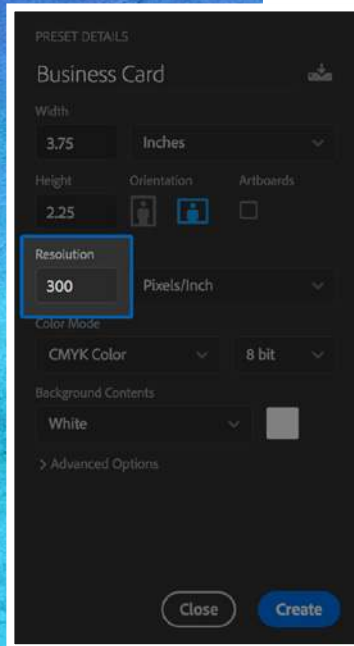 PRESET DETAILS
Business Card
Width
3.75 Inches
Height Orientation Artboards
2.25
Resolution
300 Pixels/Inch
Color Mode
CMYK Color 8 bit
Background Contents
White
> Advanced Options
Close Create